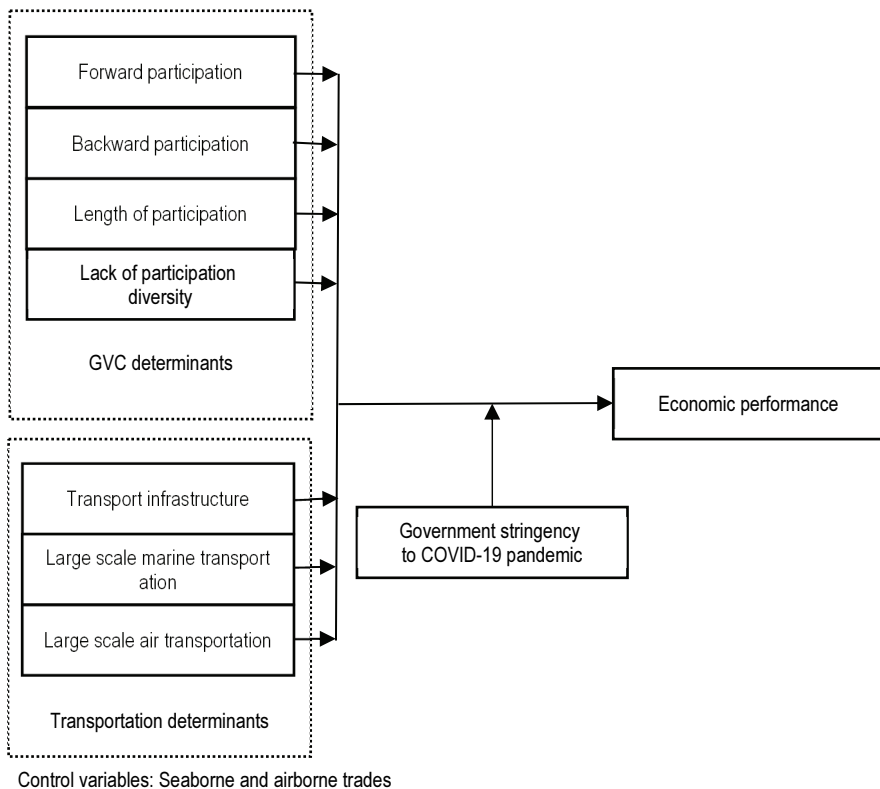 Forward participation
Backward participation
Length of participation
Lack of participation
diversity
GVC determinants
Economic performance
Transport infrastructure
Large scale marine transport
ation
Large scale air transportation
Transportation determinants
Government stringency
to COVID-19 pandemic
Control variables: Seaborne and airborne trades